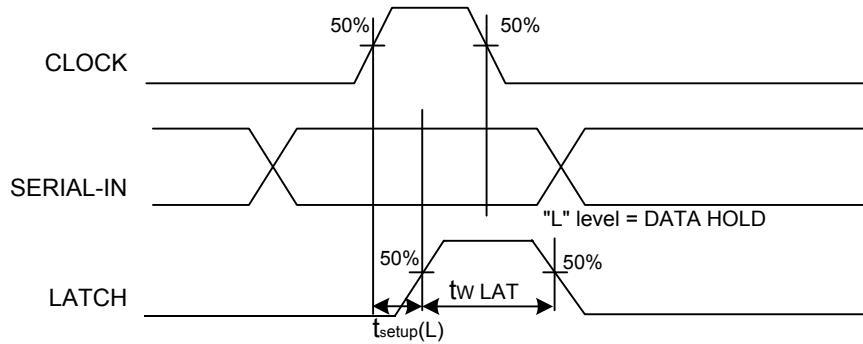 50%
50%
CLOCK
SERIAL-IN
"L" level = DATA HOLD
50%
50%
tw LAT
LATCH
tsetup(L)